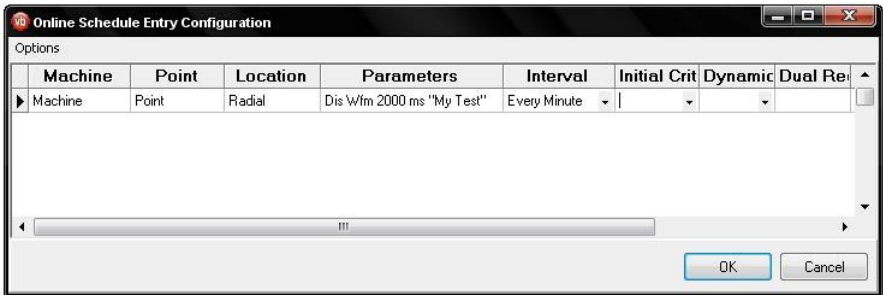 vb Online Schedule Entry Configuration
Options
Machine Point Location Parameters Interval Initial Crit Dynamic Dual Re
Machine Point Radial Dis Wfm 2000 ms "My Test" Every Minute
OK Cancel